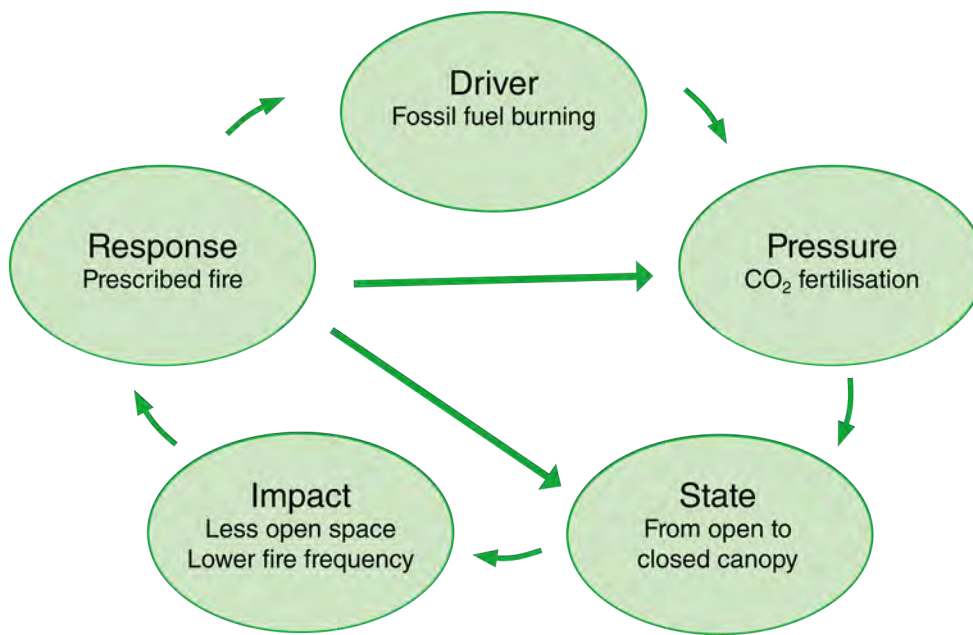 Driver
Fossil fuel burning
Response
Prescribed fire
Pressure
CO₂ fertilisation
Impact
Less open space
Lower fire frequency
State
From open to
closed canopy